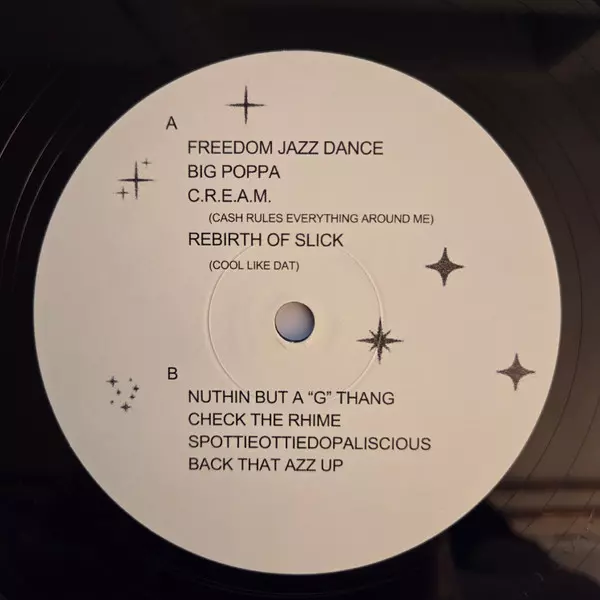 A
FREEDOM JAZZ DANCE
BIG POPPA
C.R.E.A.M.
(CASH RULES EVERYTHING AROUND ME)
REBIRTH OF SLICK
(COOL LIKE DAT)
B
NUTHIN BUT A “G” THANG
CHECK THE RHIME
SPOTTIEOTTIEDOPALISCIOUS
BACK THAT AZZ UP